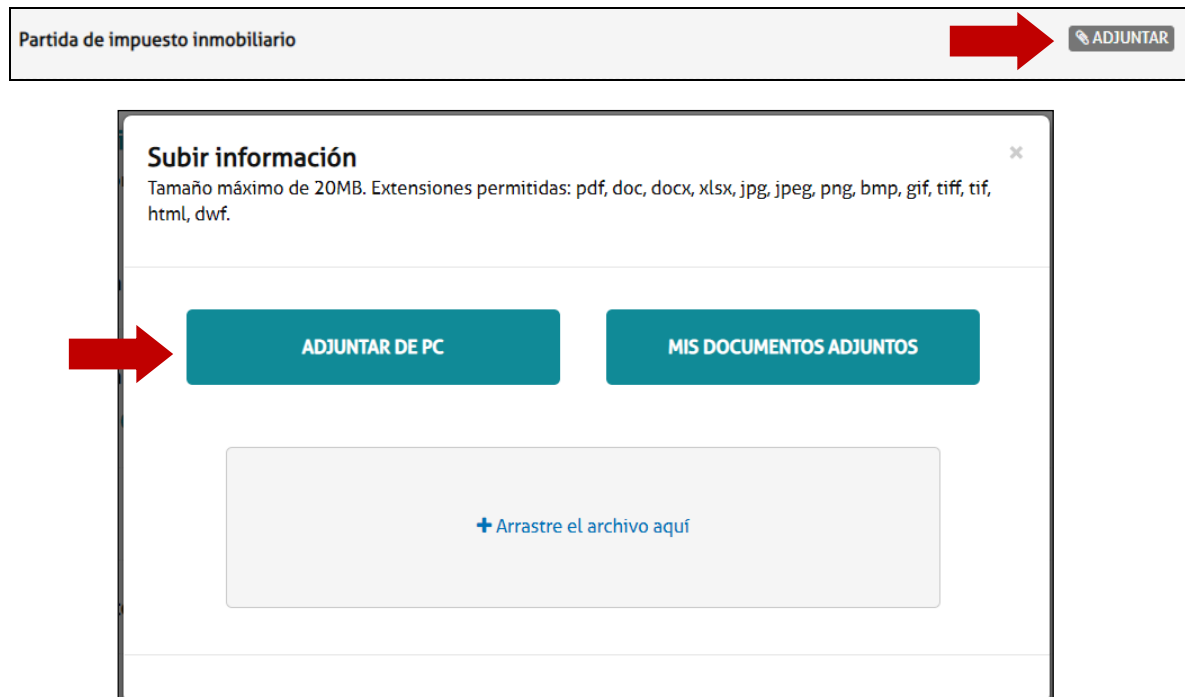 Partida de impuesto inmobiliario
ADJUNTAR
Subir información
×
Tamaño máximo de 20MB. Extensiones permitidas: pdf, doc, docx, xlsx, jpg, jpeg, png, bmp, gif, tiff, tif,
html, dwf.
ADJUNTAR DE PC
MIS DOCUMENTOS ADJUNTOS
+ Arrastre el archivo aquí